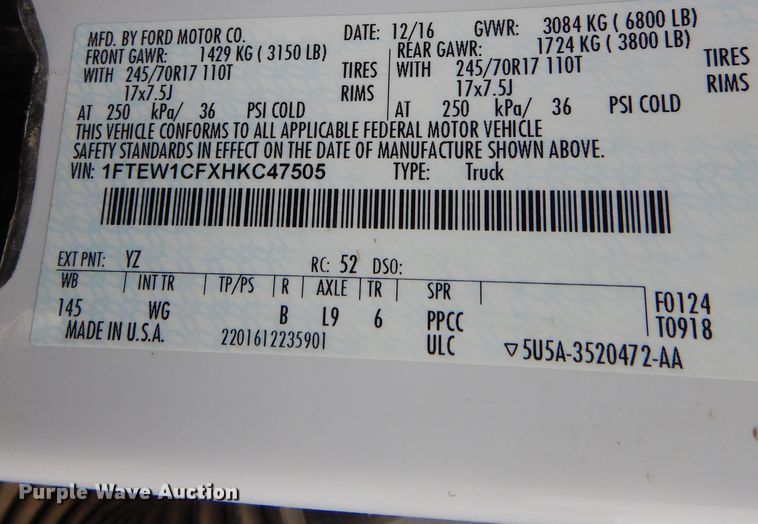 MFD. BY FORD MOTOR CO. DATE: 12/16 GVWR: 3084 KG ( 6800 LB)
FRONT GAWR: 1429 KG ( 3150 LB) REAR GAWR: 1724 KG ( 3800 LB)
WITH 245/70R17 110T TIRES WITH 245/70R17 110T TIRES
17x7.5J RIMS 17x7.5J RIMS
AT 250 kPa/ 36 PSI COLD AT 250 kPa/ 36 PSI COLD
THIS VEHICLE CONFORMS TO ALL APPLICABLE FEDERAL MOTOR VEHICLE
SAFETY STANDARDS IN EFFECT ON THE DATE OF MANUFACTURE SHOWN ABOVE.
VIN: 1FTEW1CFXHKC47505 TYPE: Truck
EXT PNT: YZ RC: 52 DSO:
WB INT TR TP/PS R AXLE TR SPR F0124
145 WG B L9 6 PPCC T0918
MADE IN U.S.A. 2201612235901 ULC ▽5U5A-3520472-AA
Purple Wave Auction purplewave.com